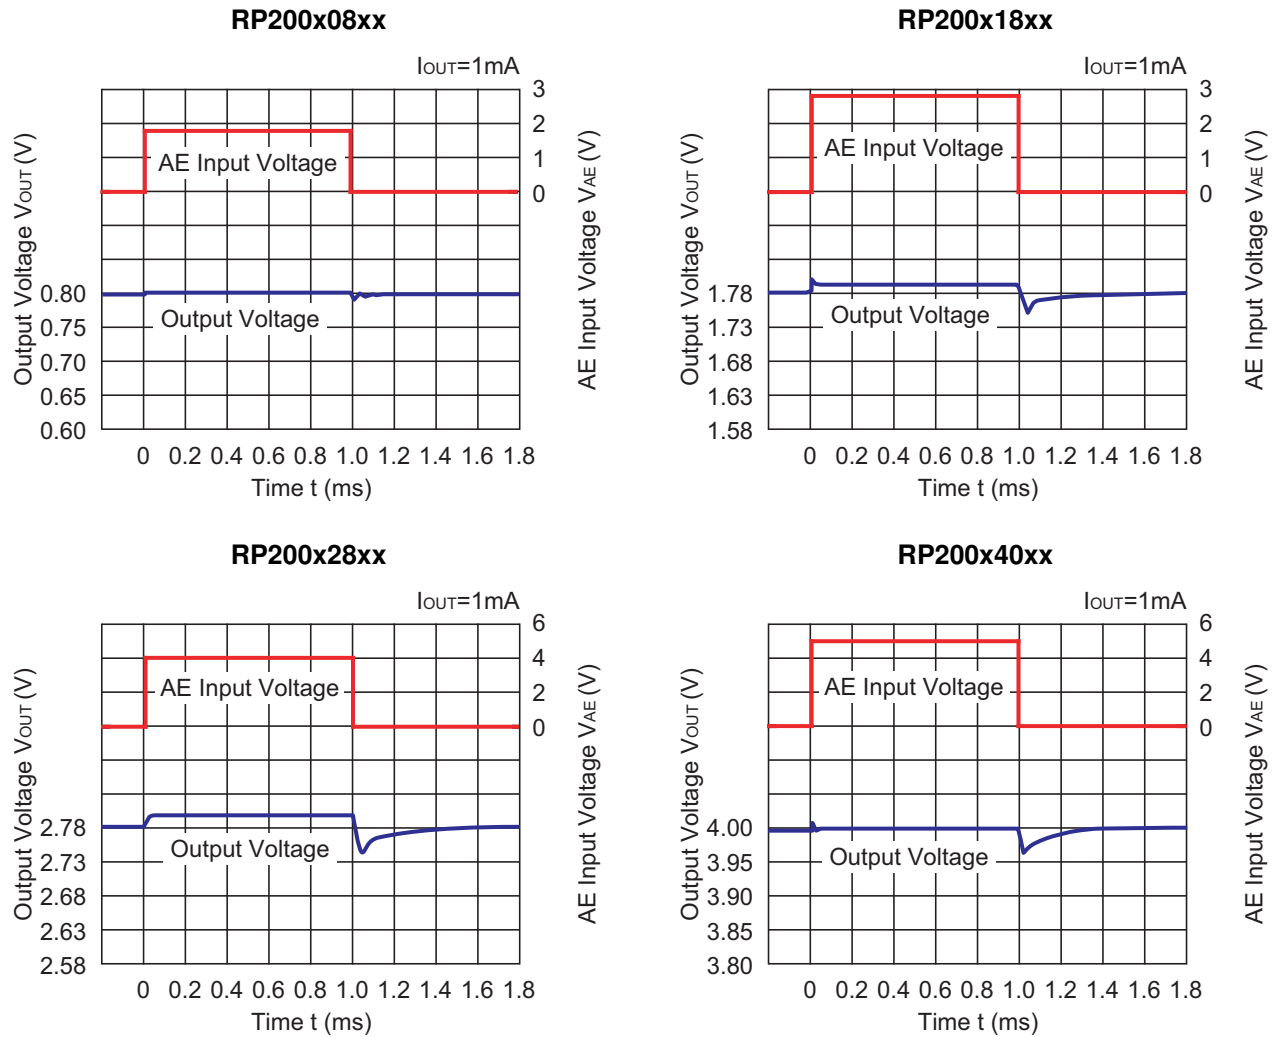 RP200x08xx
IOUT=1mA
Output Voltage VOUT (V)
AE Input Voltage VAE (V)
3
2
1
0
AE Input Voltage
0.80
0.75
0.70
0.65
0.60
Output Voltage
0 0.2 0.4 0.6 0.8 1.0 1.2 1.4 1.6 1.8
Time t (ms)
RP200x18xx
IOUT=1mA
Output Voltage VOUT (V)
AE Input Voltage VAE (V)
3
2
1
0
AE Input Voltage
1.78
1.73
1.68
1.63
1.58
Output Voltage
0 0.2 0.4 0.6 0.8 1.0 1.2 1.4 1.6 1.8
Time t (ms)
RP200x28xx
IOUT=1mA
Output Voltage VOUT (V)
AE Input Voltage VAE (V)
6
4
2
0
AE Input Voltage
2.78
2.73
2.68
2.63
2.58
Output Voltage
0 0.2 0.4 0.6 0.8 1.0 1.2 1.4 1.6 1.8
Time t (ms)
RP200x40xx
IOUT=1mA
Output Voltage VOUT (V)
AE Input Voltage VAE (V)
6
4
2
0
AE Input Voltage
4.00
3.95
3.90
3.85
3.80
Output Voltage
0 0.2 0.4 0.6 0.8 1.0 1.2 1.4 1.6 1.8
Time t (ms)